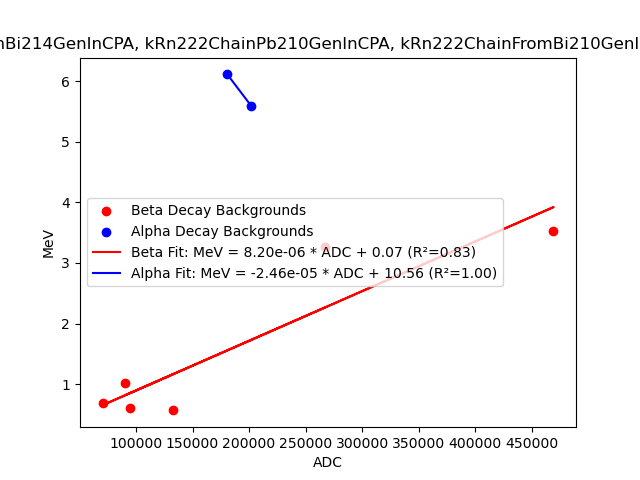 nBi214GenInCPA, kRn222ChainPb210GenInCPA, kRn222ChainFromBi210GenI
6
5
4
3
2
1
MeV
Beta Decay Backgrounds
Alpha Decay Backgrounds
Beta Fit: MeV = 8.20e-06 * ADC + 0.07 (R²=0.83)
Alpha Fit: MeV = -2.46e-05 * ADC + 10.56 (R²=1.00)
100000 150000 200000 250000 300000 350000 400000 450000
ADC